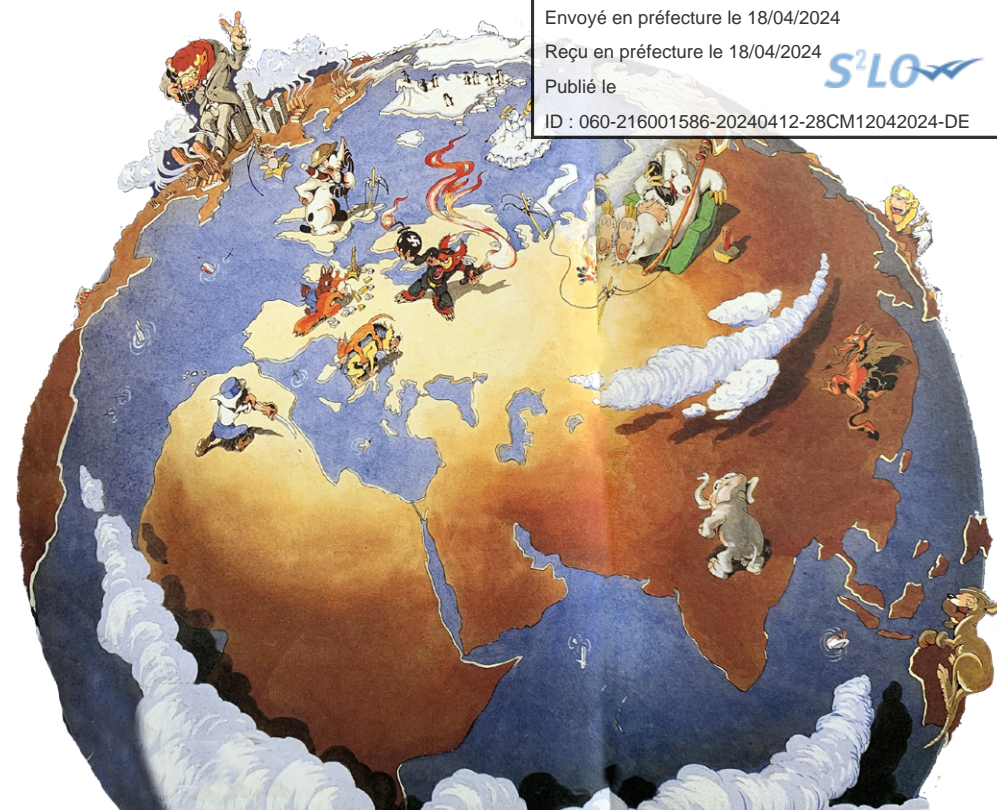 Envoyé en préfecture le 18/04/2024
Reçu en préfecture le 18/04/2024
S²LO
Publié le
ID : 060-216001586-20240412-28CM12042024-DE